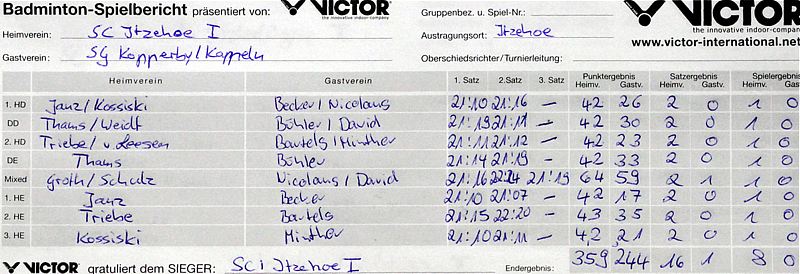 Badminton-Spielbericht präsentiert von: VICTOR Gruppenbez. u. Spiel-Nr.: VICTOR
the innovative indoor-company the innovative indoor-company
Heimverein: SC Itzehoe I Austragungsort: Itzehoe www.victor-international.net
Gastverein: SG Kopperby/Kappeln Oberschiedsrichter/Turnierleitung:
Heimverein Gastverein 1. Satz 2. Satz 3. Satz Punktergebnis Satzergebnis Spielergebnis
Heimv. Gastv. Heimv. Gastv. Heimv. Gastv.
1. HD Janz/Kossiski Becker/Nicolaus 21:10 21:16 – 42 26 2 0 1 0
DD Thams/Weidt Bühler/David 21:19 21:11 – 42 30 2 0 1 0
2. HD Triebe/v. Leesen Bartels/Minther 21:11 21:12 – 42 23 2 0 1 0
DE Thams Bühler 21:14 21:19 – 42 33 2 0 1 0
Mixed Groth/Schulz Nicolaus/David 21:16 22:24 21:19 64 59 2 1 1 0
1. HE Janz Becker 21:10 21:07 – 42 17 2 0 1 0
2. HE Triebe Bartels 21:15 22:20 – 43 35 2 0 1 0
3. HE Kossiski Minther 21:10 21:11 – 42 21 2 0 1 0
VICTOR gratuliert dem SIEGER: SC Itzehoe I Endergebnis: 359 244 16 1 8 0